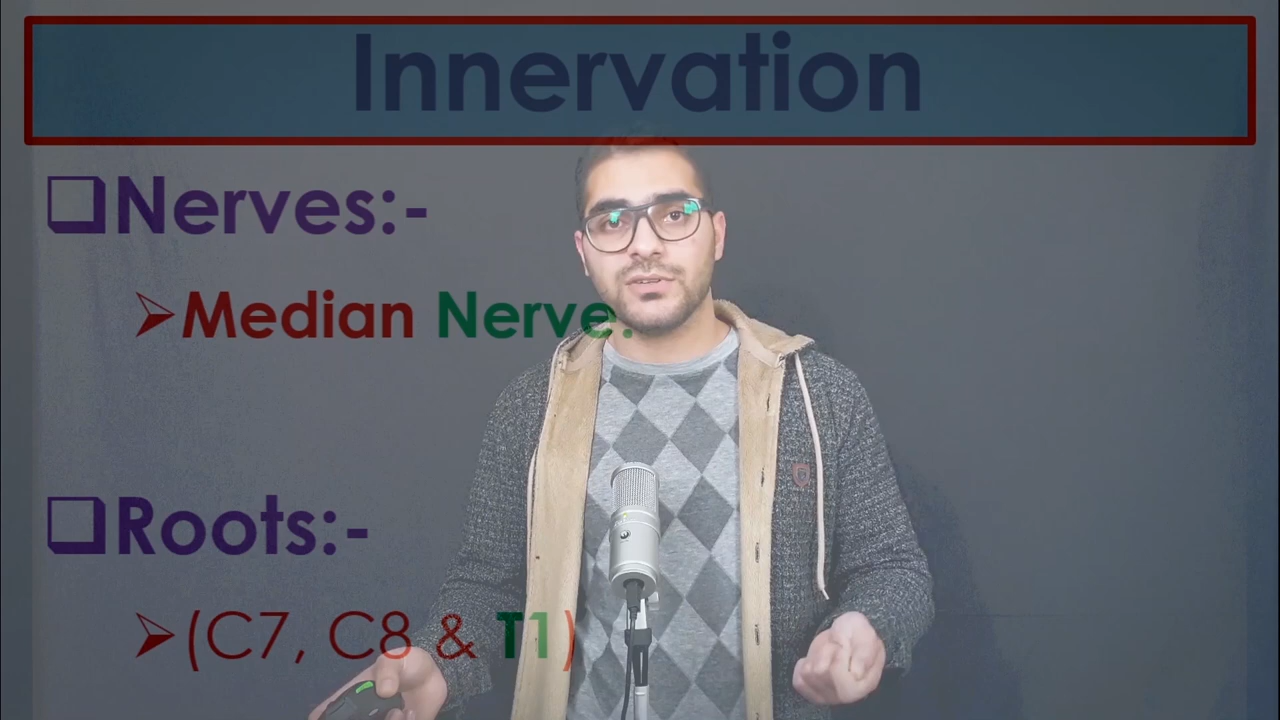 Innervation
Nerves:-
Median Nerve.
Roots:-
(C7, C8 & T1)